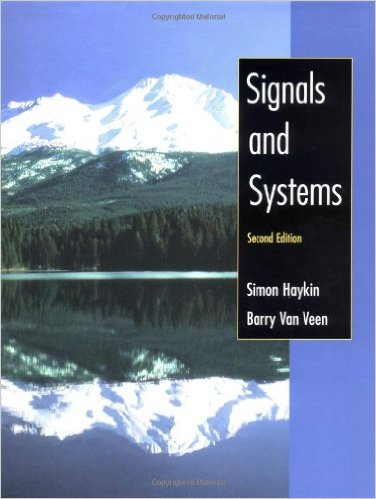 Copyrighted Material
Signals
and
Systems
Second Edition
Simon Haykin
Barry Van Veen
Copyrighted Material